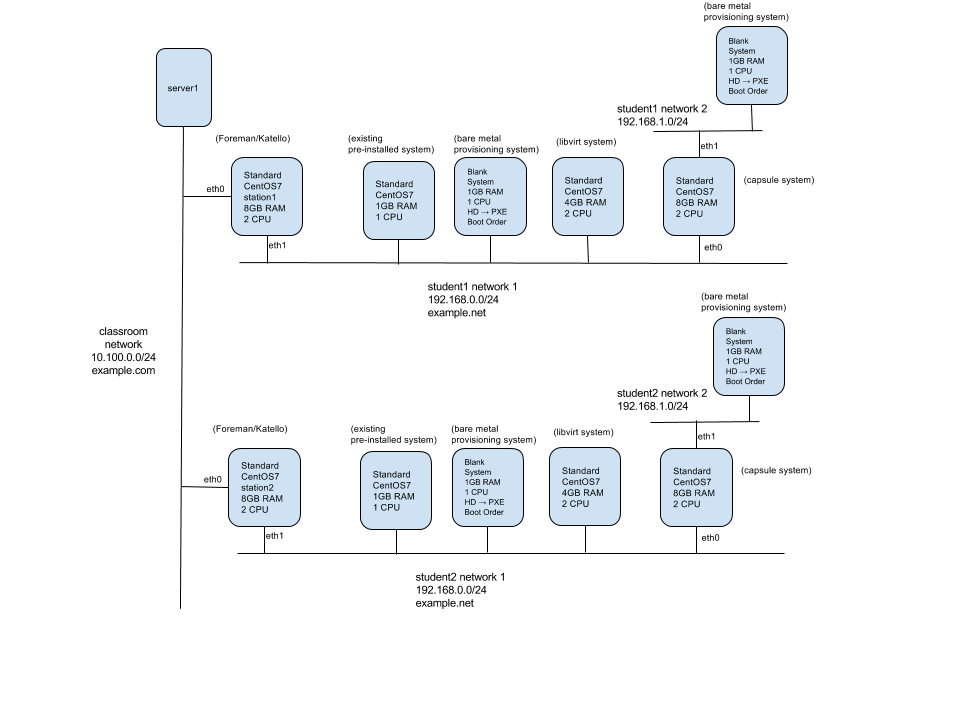 (bare metal
provisioning system)
Blank
System
1GB RAM
1 CPU
HD → PXE
Boot Order
server1
student1 network 2
192.168.1.0/24
eth1
(Foreman/Katello)
(existing
pre-installed system)
(bare metal
provisioning system)
(libvirt system)
(capsule system)
eth0
Standard
CentOS7
station1
8GB RAM
2 CPU
Standard
CentOS7
1GB RAM
1 CPU
Blank
System
1GB RAM
1 CPU
HD → PXE
Boot Order
Standard
CentOS7
4GB RAM
2 CPU
Standard
CentOS7
8GB RAM
2 CPU
eth1
eth0
student1 network 1
192.168.0.0/24
example.net
classroom
network
10.100.0.0/24
example.com
(bare metal
provisioning system)
Blank
System
1GB RAM
1 CPU
HD → PXE
Boot Order
student2 network 2
192.168.1.0/24
eth1
(Foreman/Katello)
(existing
pre-installed system)
(bare metal
provisioning system)
(libvirt system)
(capsule system)
eth0
Standard
CentOS7
station2
8GB RAM
2 CPU
Standard
CentOS7
1GB RAM
1 CPU
Blank
System
1GB RAM
1 CPU
HD → PXE
Boot Order
Standard
CentOS7
4GB RAM
2 CPU
Standard
CentOS7
8GB RAM
2 CPU
eth1
eth0
student2 network 1
192.168.0.0/24
example.net